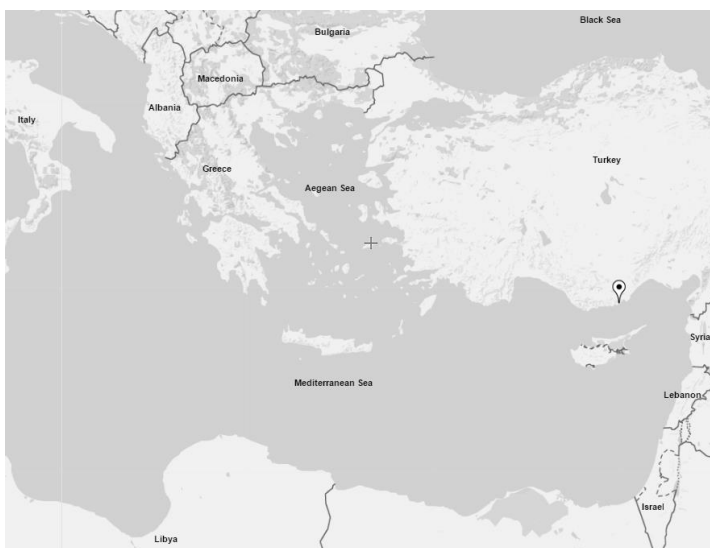 Black Sea
Bulgaria
Macedonia
Albania
Italy
Turkey
Greece
Aegean Sea
Syria
Mediterranean Sea
Lebanon
Israel
Libya